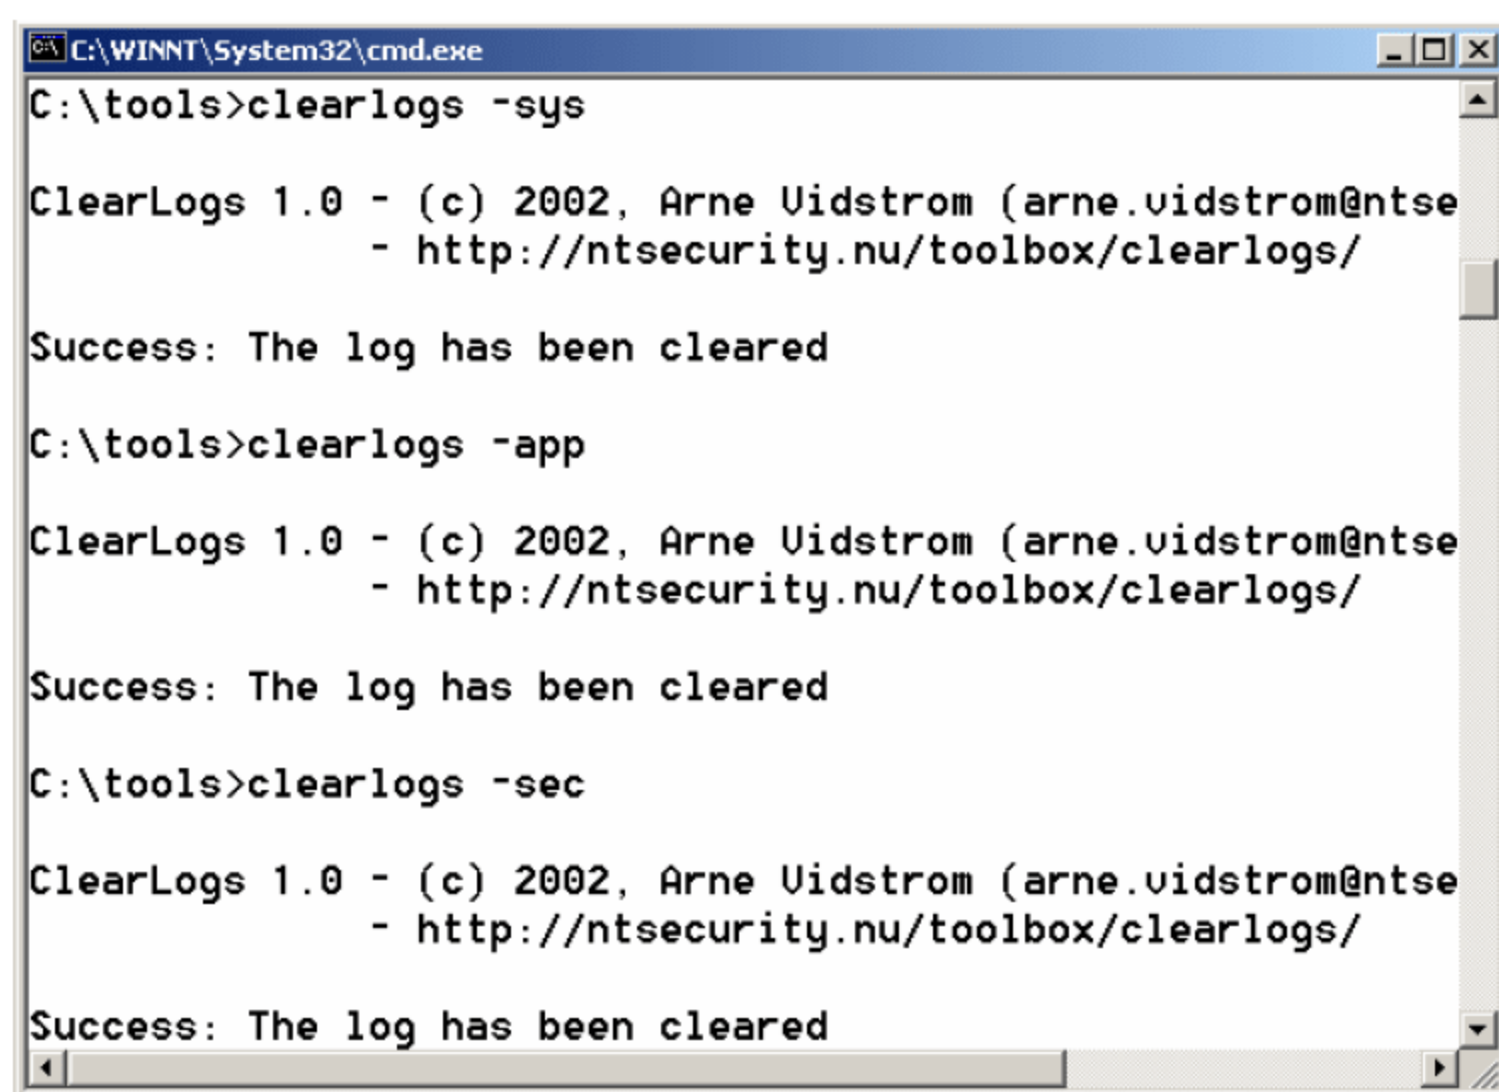 C:\WINNT\System32\cmd.exe
C:\tools>clearlogs -sys
ClearLogs 1.0 - (c) 2002, Arne Vidstrom (arne.vidstrom@ntse
- http://ntsecurity.nu/toolbox/clearlogs/
Success: The log has been cleared
C:\tools>clearlogs -app
ClearLogs 1.0 - (c) 2002, Arne Vidstrom (arne.vidstrom@ntse
- http://ntsecurity.nu/toolbox/clearlogs/
Success: The log has been cleared
C:\tools>clearlogs -sec
ClearLogs 1.0 - (c) 2002, Arne Vidstrom (arne.vidstrom@ntse
- http://ntsecurity.nu/toolbox/clearlogs/
Success: The log has been cleared